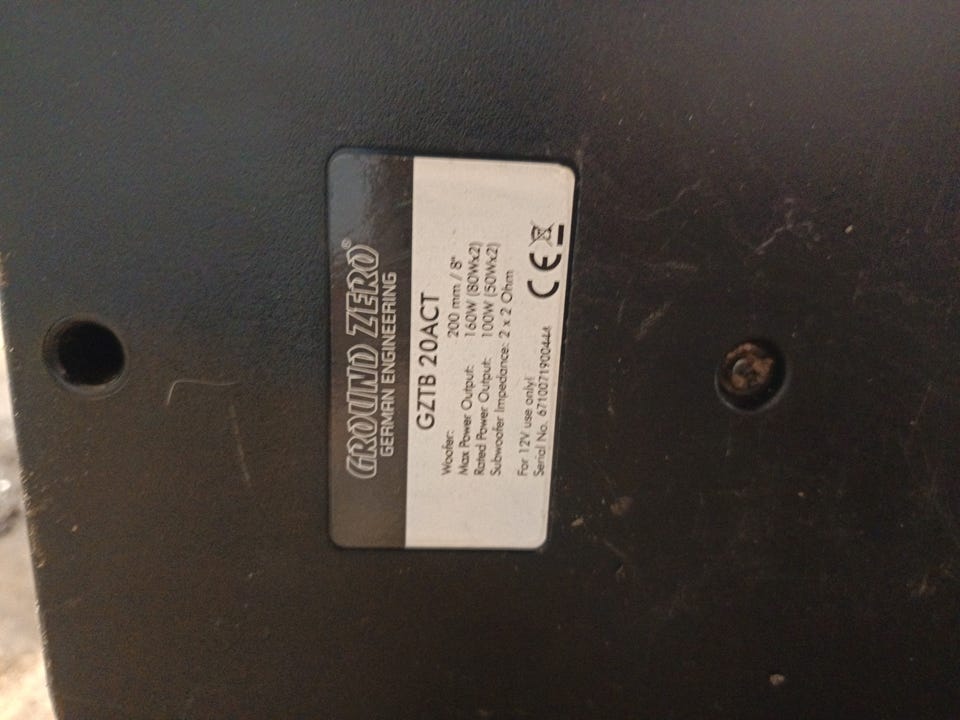 GROUND ZERO®
GERMAN ENGINEERING
GZTB 20ACT
Woofer: 200 mm / 8"
Max Power Output: 160W (80Wx2)
Rated Power Output: 100W (50Wx2)
Subwoofer Impedance: 2 x 2 Ohm
For 12V use only!
Serial No. 6710071900444
CE